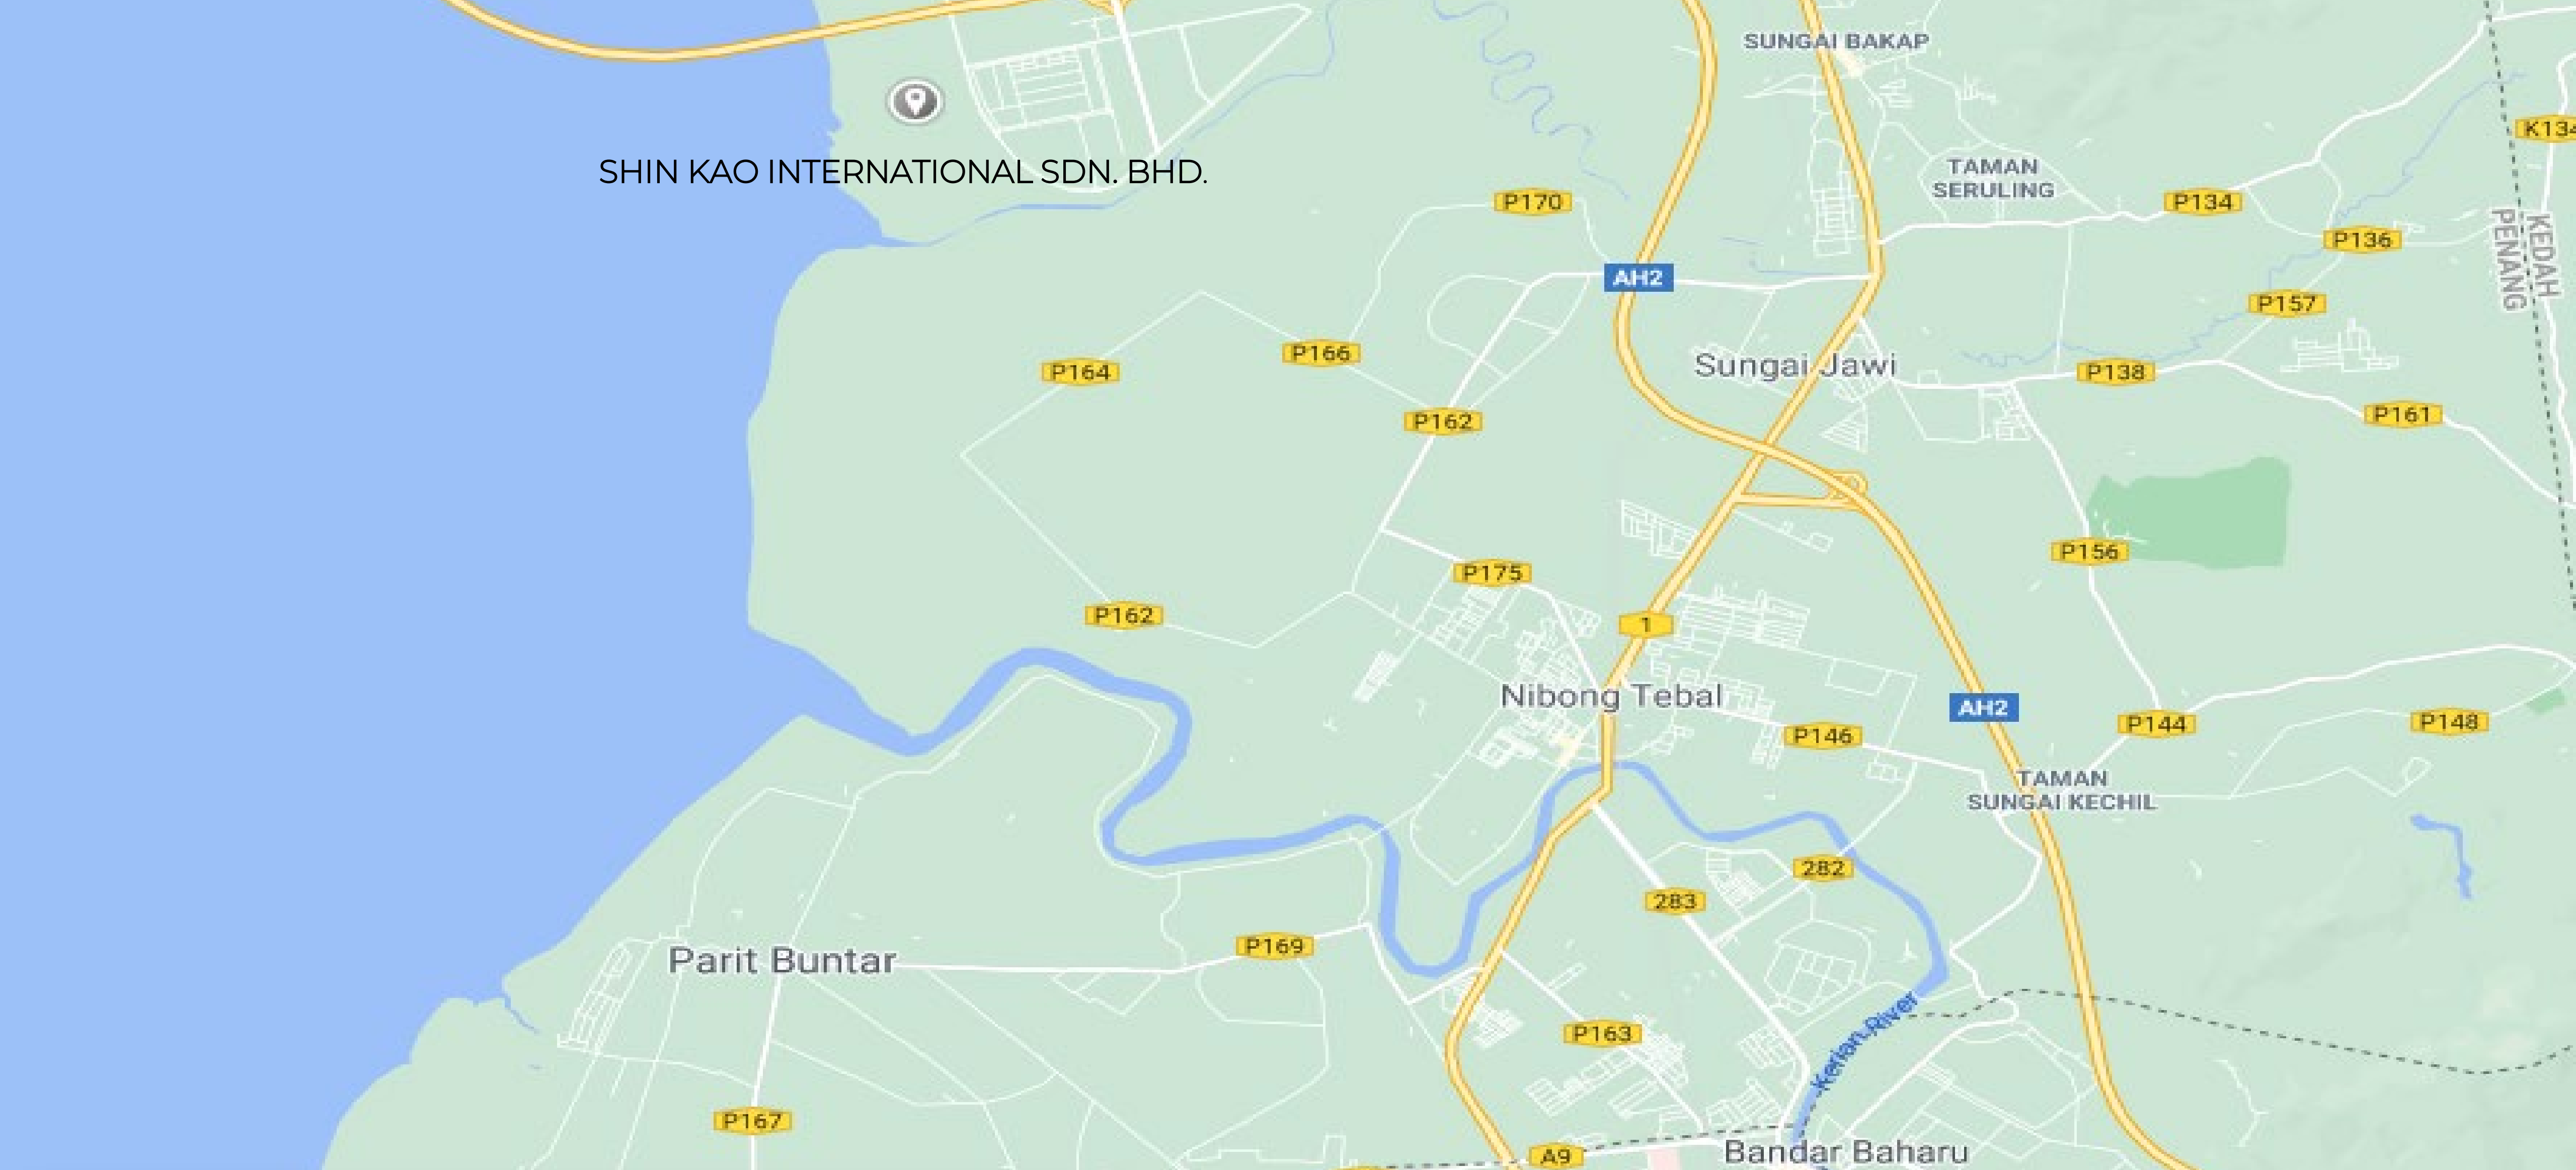 SUNGAI BAKAP
K134
SHIN KAO INTERNATIONAL SDN. BHD.
TAMAN
SERULING
P170
P134
P136
KEDAH
PENANG
AH2
P157
P166
P164
Sungai Jawi
P138
P162
P161
P156
P175
P162
1
Nibong Tebal
AH2
P144
P148
P146
TAMAN
SUNGAI KECHIL
282
283
P169
Parit Buntar
P163
Kerian River
P167
A9
Bandar Baharu